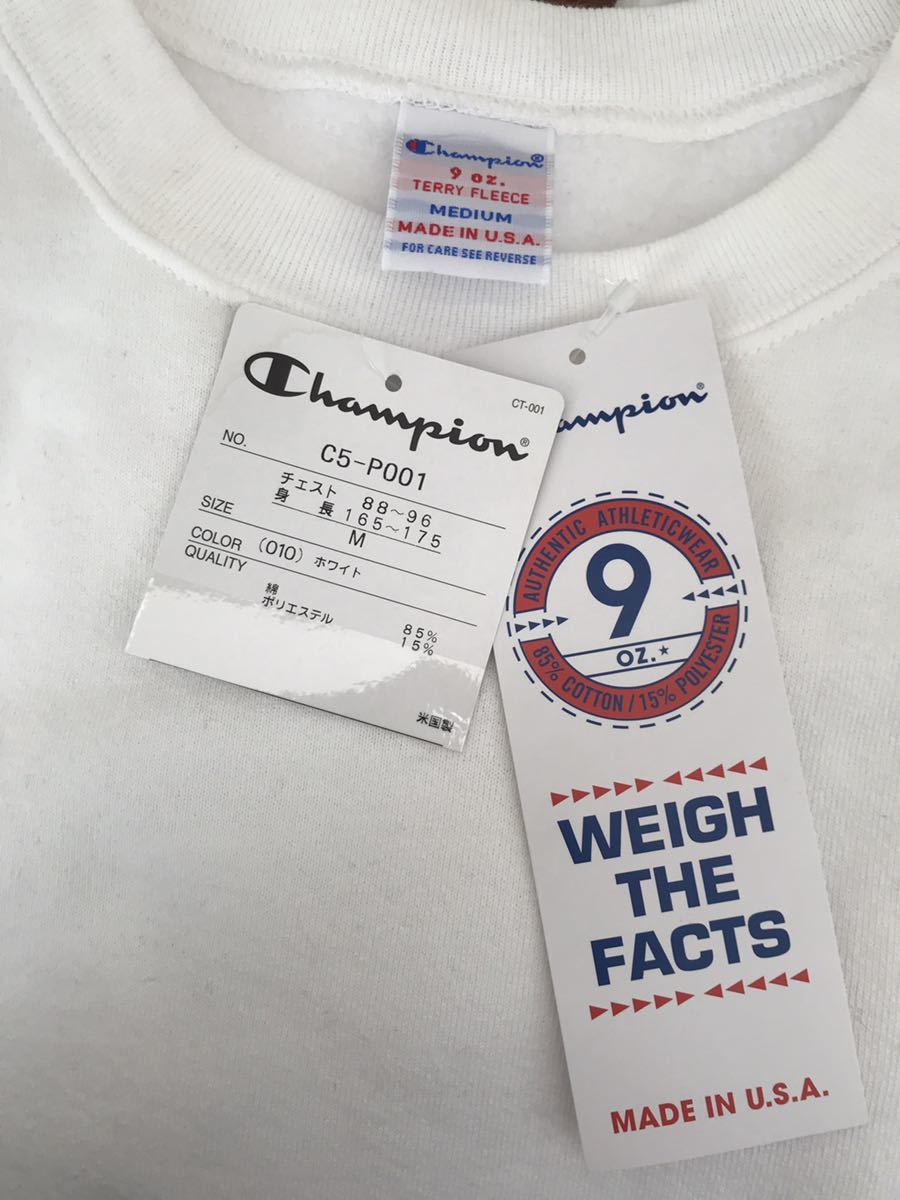 Champion®
9 oz.
TERRY FLEECE
MEDIUM
MADE IN U.S.A.
FOR CARE SEE REVERSE
Champion®
CT-001
NO. C5-P001
チェスト 88~96
身長 165~175
SIZE M
COLOR (010) ホワイト
QUALITY
綿 85%
ポリエステル 15%
米国製
ampion®
AUTHENTIC ATHLETICWEAR
9
OZ.★
85% COTTON / 15% POLYESTER
WEIGH
THE
FACTS
MADE IN U.S.A.